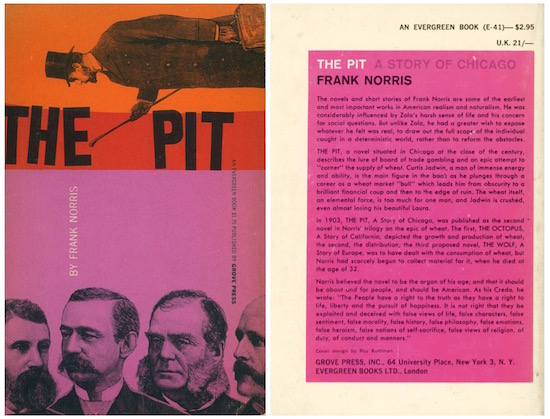 THE PIT
BY FRANK NORRIS
AN EVERGREEN BOOK PUBLISHED BY GROVE PRESS
AN EVERGREEN BOOK (E-41)—$2.95
U.K. 21/—
THE PIT A STORY OF CHICAGO
FRANK NORRIS
The novels and short stories of Frank Norris are some of the earliest
and most important works in American realism and naturalism. He was
considerably influenced by Zola's harsh sense of life and his concern
for social questions. But unlike Zola, he had a greater wish to expose
whatever he felt was real, to draw out the full scope of the individual
caught in a deterministic world, rather than to reform the obstacles.
THE PIT, a novel situated in Chicago at the close of the century,
describes the lure of board of trade gambling and an epic attempt to
"corner" the supply of wheat. Curtis Jadwin, a man of immense energy
and ability, is the main figure in the book as he plunges through a
career as a wheat market "bull" which leads him from obscurity to a
brilliant financial coup and then to the edge of ruin. The wheat itself,
an elemental force, is too much for one man, and Jadwin is crushed,
even almost losing his beautiful Laura.
In 1903, THE PIT, A Story of Chicago, was published as the second
novel in Norris' trilogy on the epic of wheat. The first, THE OCTOPUS,
A Story of California, depicted the growth and production of wheat;
the second, the distribution; the third proposed novel, THE WOLF, A
Story of Europe, was to have dealt with the consumption of wheat, but
Norris had scarcely begun to collect material for it, when he died at
the age of 32.
Norris believed the novel to be the organ of his age; and that it should
be about and for people, and should be American. As his Credo, he
wrote: "The People have a right to the truth as they have a right to
life, liberty and the pursuit of happiness. It is not right that they be
exploited and deceived with false views of life, false characters, false
sentiment, false morality, false history, false philosophy, false emotions,
false heroism, false notions of self-sacrifice, false views of religion, of
duty, of conduct and manners."
Cover design by Roy Kuhlman
GROVE PRESS, INC., 64 University Place, New York 3, N. Y.
EVERGREEN BOOKS LTD., London